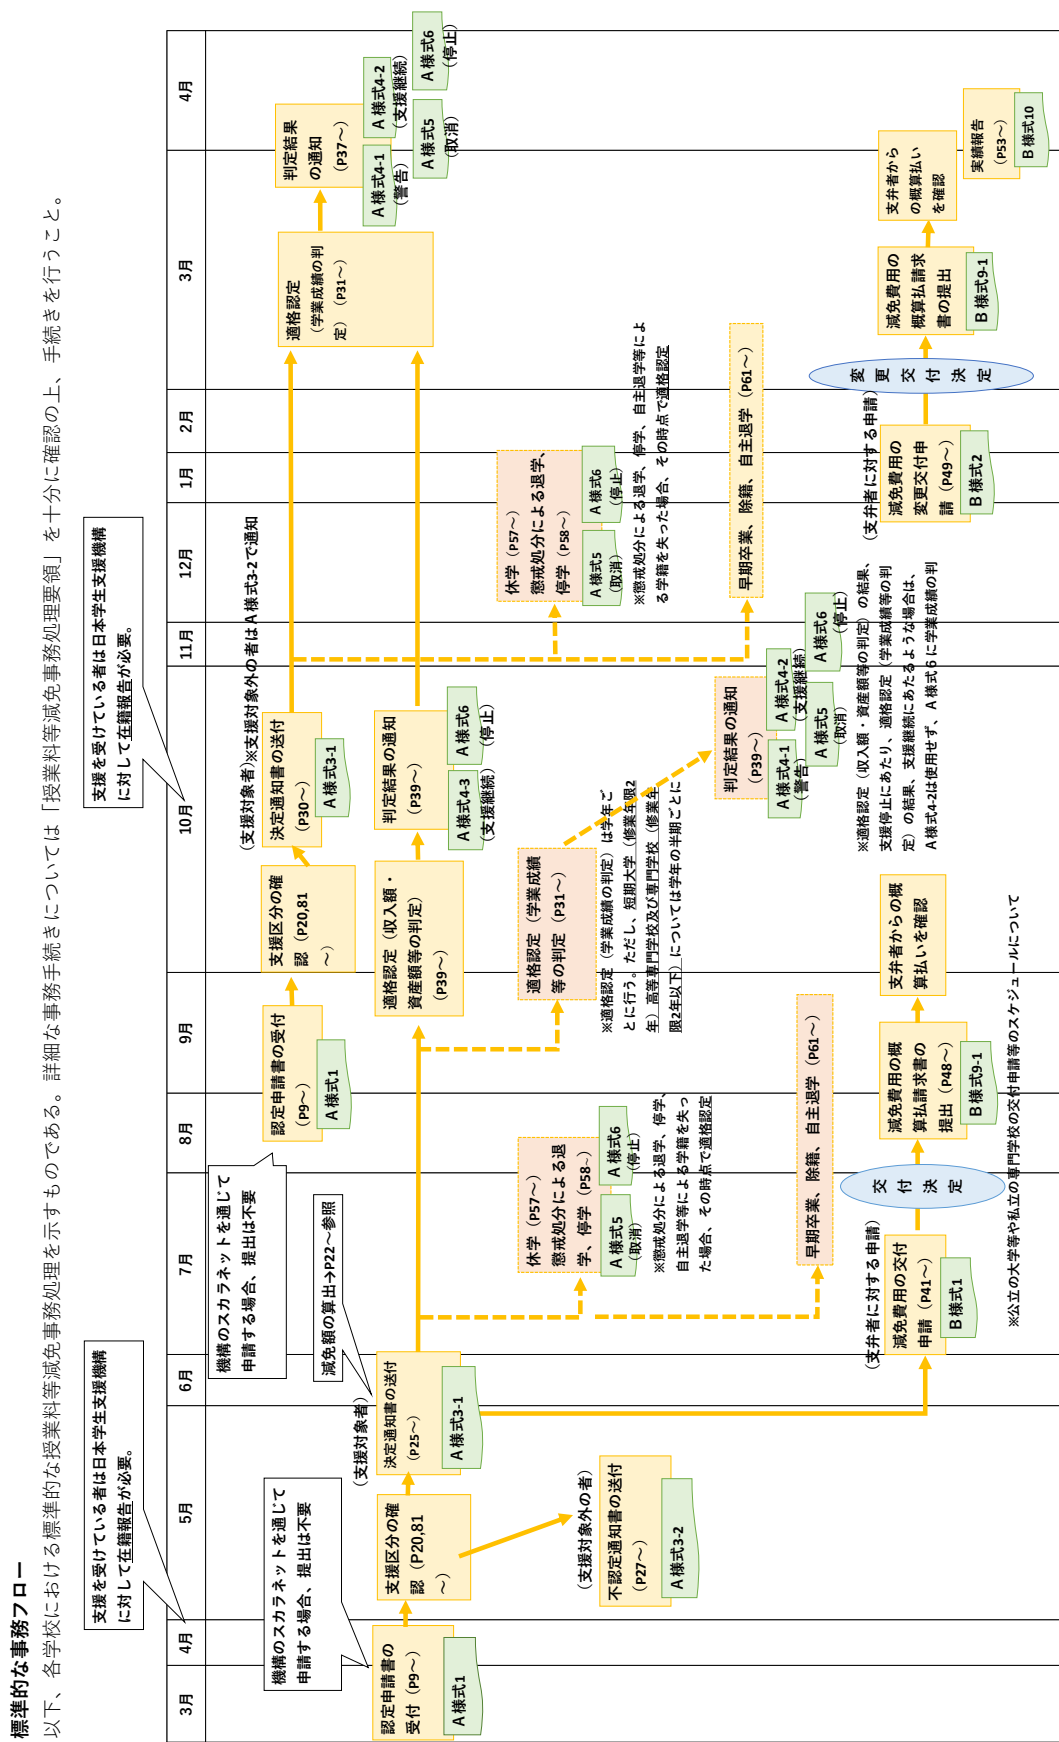 標準的な事務フロー
以下、各学校における標準的な授業料等減免事務処理を示すものである。詳細な事務手続きについては「授業料等減免事務処理要領」を十分に確認の上、手続きを行うこと。
支援を受けている者は日本学生支援機構
に対して在籍報告が必要。
支援を受けている者は日本学生支援機構
に対して在籍報告が必要。
3月
4月
5月
6月
7月
8月
9月
10月
11月
12月
1月
2月
3月
4月
機構のスカラネットを通じて
申請する場合、提出は不要
認定申請書の
受付（P9～）
A様式1
支援区分の確
認（P20,81
～）
減免額の算出→P22～参照
（支援対象者）
決定通知書の送付
（P25～）
A様式3-1
（支援対象外の者）
不認定通知書の送付
（P27～）
A様式3-2
機構のスカラネットを通じて
申請する場合、提出は不要
認定申請書の受付
（P9～）
A様式1
支援区分の確
認（P20,81
～）
（支援対象者）※支援対象外の者はA様式3-2で通知
決定通知書の送付
（P30～）
A様式3-1
適格認定（収入額・
資産額等の判定）
（P39～）
判定結果の通知
（P39～）
A様式4-3
（支援継続）
A様式6
（停止）
適格認定
（学業成績の判
定）（P31～）
判定結果
の通知
（P37～）
A様式4-1
（警告）
A様式4-2
（支援継続）
A様式5
（取消）
A様式6
（停止）
休学（P57～）
懲戒処分による退
学、停学（P58～）
A様式5
（取消）
A様式6
（停止）
※懲戒処分による退学、停学、
自主退学等による学籍を失っ
た場合、その時点で適格認定
早期卒業、除籍、自主退学（P61～）
適格認定（学業成績
等の判定（P31～）
※適格認定（学業成績の判定）は学年ご
とに行う。ただし、短期大学（修業年限2
年）高等専門学校及び専門学校（修業年
限2年以下）については学年の半期ごとに
判定結果の通知
（P39～）
A様式4-1
（警告）
A様式4-2
（支援継続）
A様式5
（取消）
A様式6
（停止）
※適格認定（収入額・資産額等の判定）の結果、
支援停止にあたり、適格認定（学業成績等の判
定）の結果、支援継続にあたるような場合は、
A様式4-2は使用せず、A様式６に学業成績の判
休学（P57～）
懲戒処分による退学、
停学（P58～）
A様式5
（取消）
A様式6
（停止）
※懲戒処分による退学、停学、自主退学等によ
る学籍を失った場合、その時点で適格認定
早期卒業、除籍、自主退学（P61～）
（支弁者に対する申請）
減免費用の交付
申請（P41～）
B様式1
交付決定
減免費用の概
算払請求書の
提出（P48～）
B様式9-1
支弁者からの概
算払いを確認
※公立の大学等や私立の専門学校の交付申請等のスケジュールについて
（支弁者に対する申請）
減免費用の
変更交付申
請（P49～）
B様式2
変更交付決定
減免費用の
概算払請求
書の提出
B様式9-1
支弁者から
の概算払い
を確認
実績報告
（P53～）
B様式10